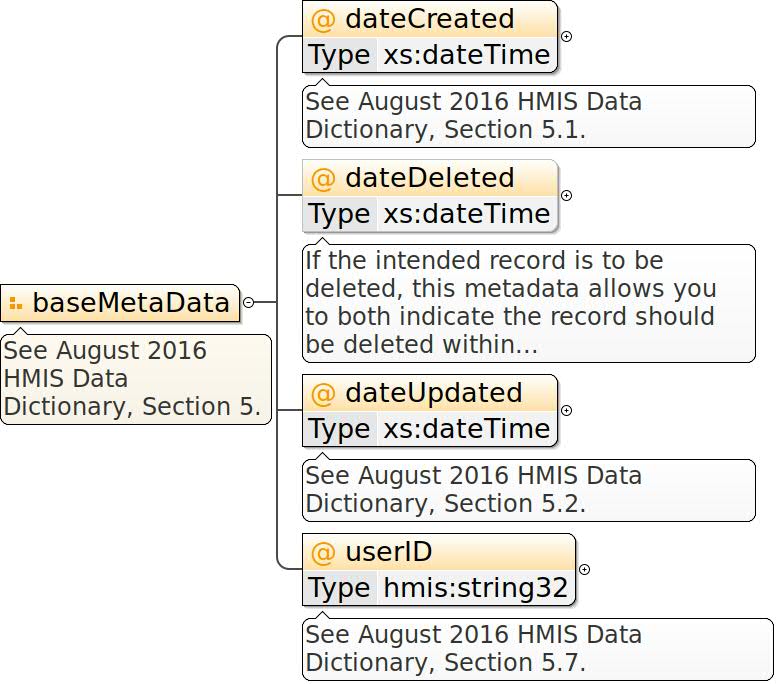 @ dateCreated
Type xs:dateTime
See August 2016 HMIS Data
Dictionary, Section 5.1.
@ dateDeleted
Type xs:dateTime
If the intended record is to be
deleted, this metadata allows you
to both indicate the record should
be deleted within...
baseMetaData
See August 2016
HMIS Data
Dictionary, Section 5.
@ dateUpdated
Type xs:dateTime
See August 2016 HMIS Data
Dictionary, Section 5.2.
@ userID
Type hmis:string32
See August 2016 HMIS Data
Dictionary, Section 5.7.